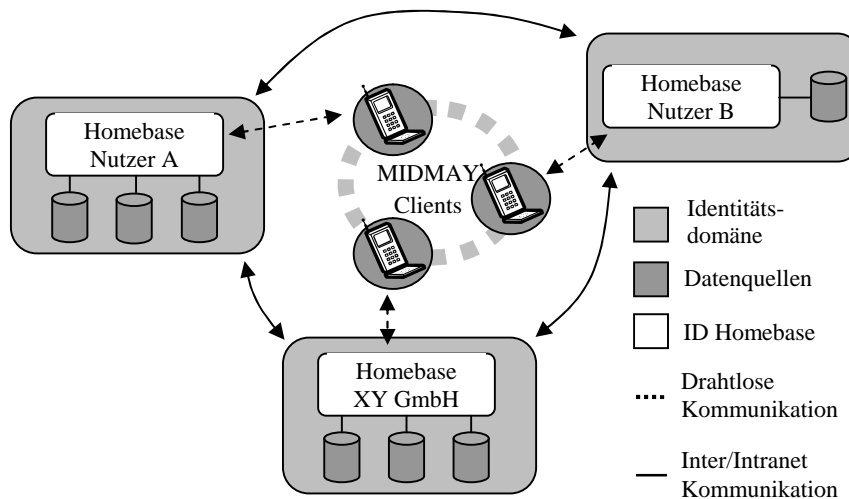 Homebase
Nutzer A
Homebase
Nutzer B
MIDMAY
Clients
Homebase
XY GmbH
Identitäts-
domäne
Datenquellen
ID Homebase
Drahtlose
Kommunikation
Inter/Intranet
Kommunikation